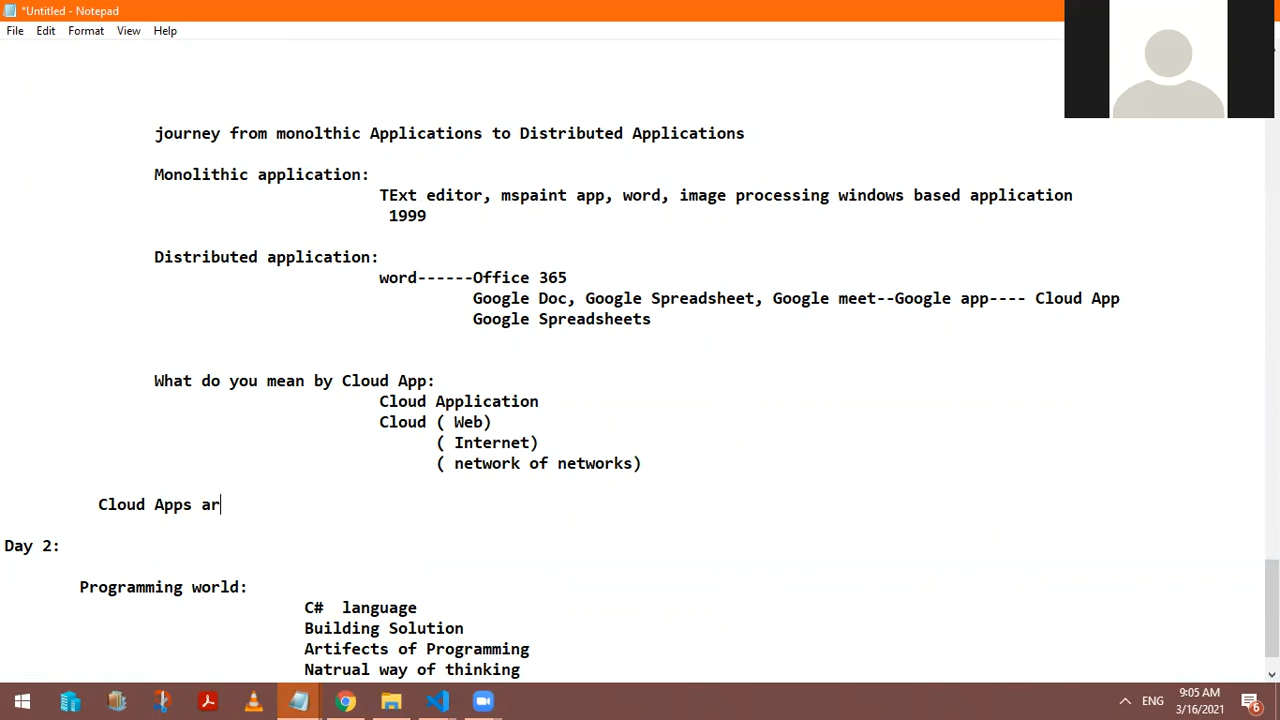 *Untitled - Notepad
File Edit Format View Help
journey from monolthic Applications to Distributed Applications
Monolithic application:
TExt editor, mspaint app, word, image processing windows based application
1999
Distributed application:
word------Office 365
Google Doc, Google Spreadsheet, Google meet--Google app---- Cloud App
Google Spreadsheets
What do you mean by Cloud App:
Cloud Application
Cloud ( Web)
( Internet)
( network of networks)
Cloud Apps ar
Day 2:
Programming world:
C#  language
Building Solution
Artifects of Programming
Natrual way of thinking
ENG
9:05 AM
3/16/2021
6